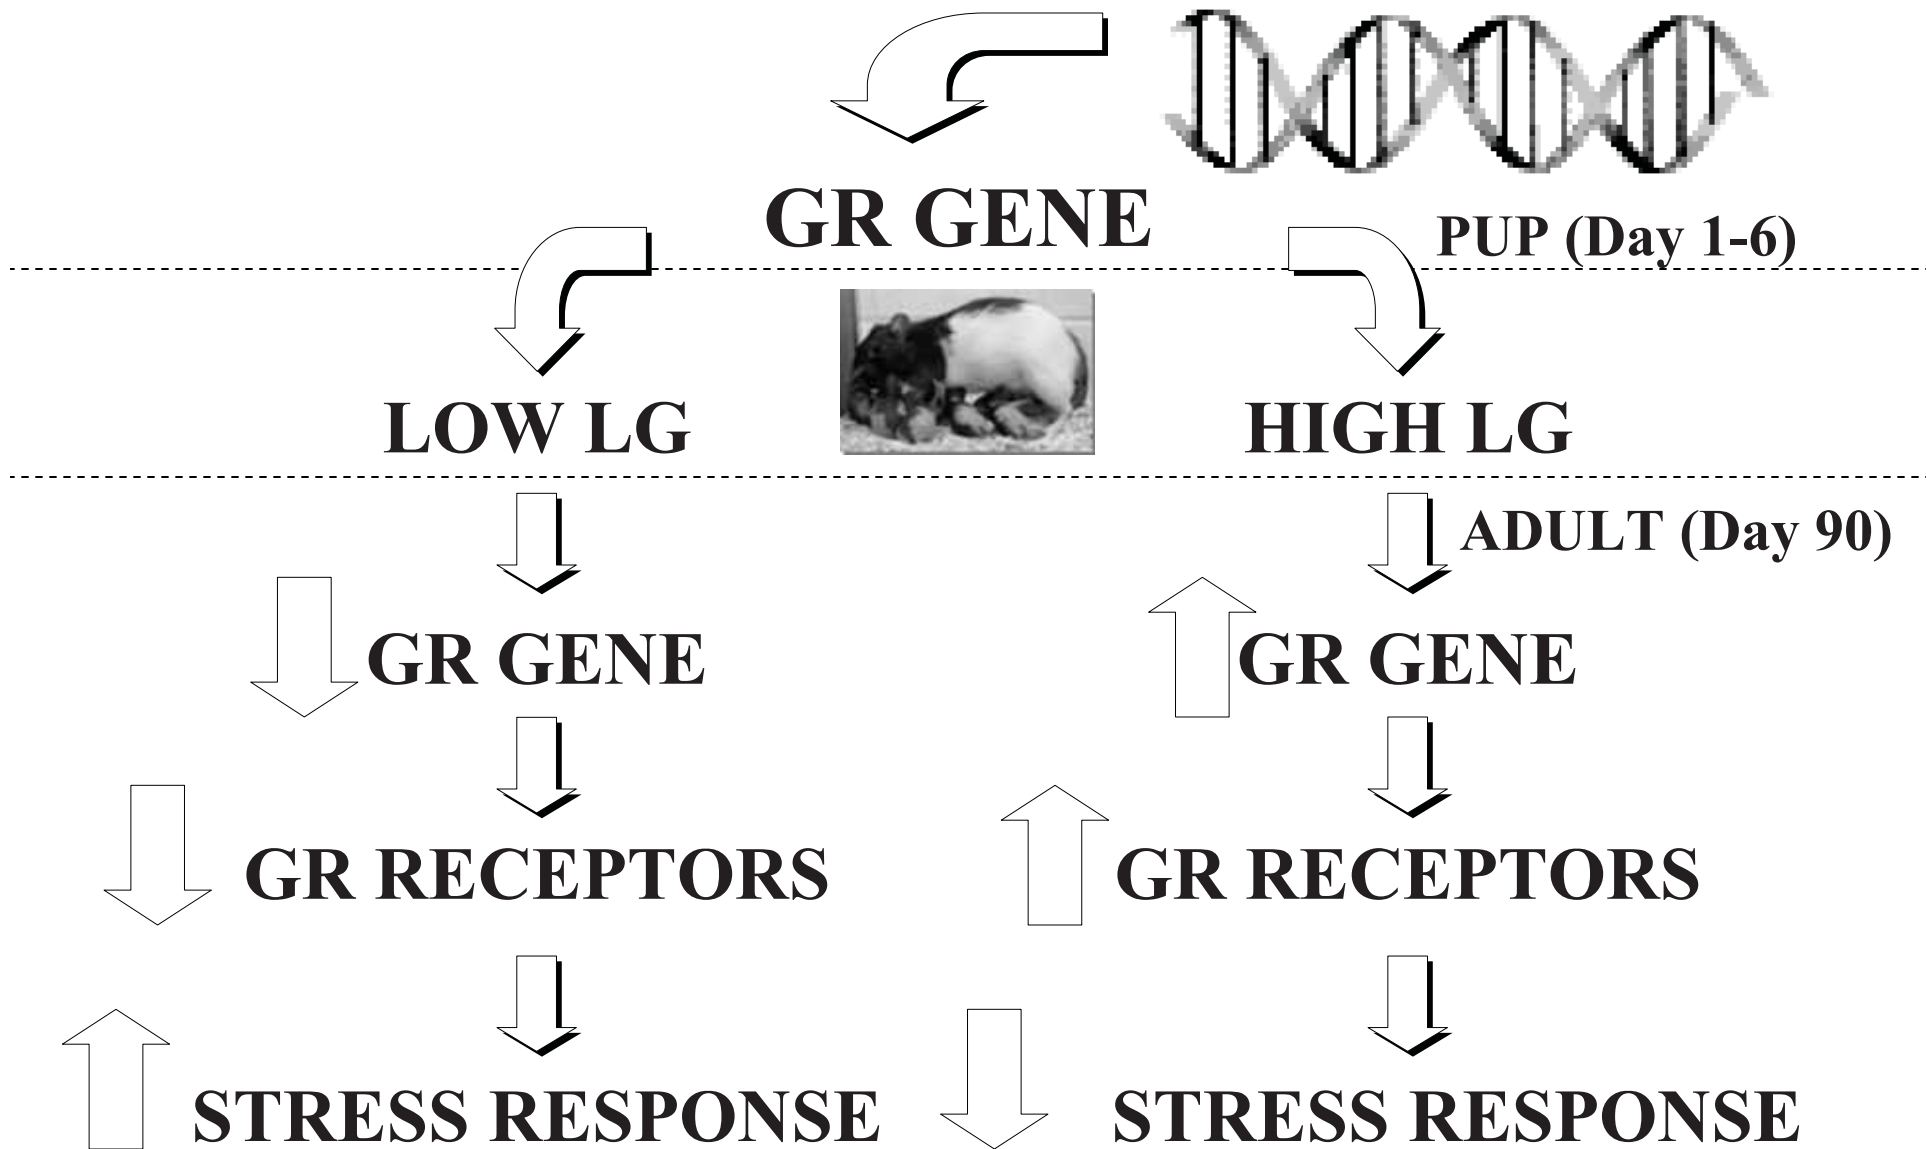 GR GENE
PUP (Day 1-6)
LOW LG
HIGH LG
ADULT (Day 90)
GR GENE
GR GENE
GR RECEPTORS
GR RECEPTORS
STRESS RESPONSE
STRESS RESPONSE